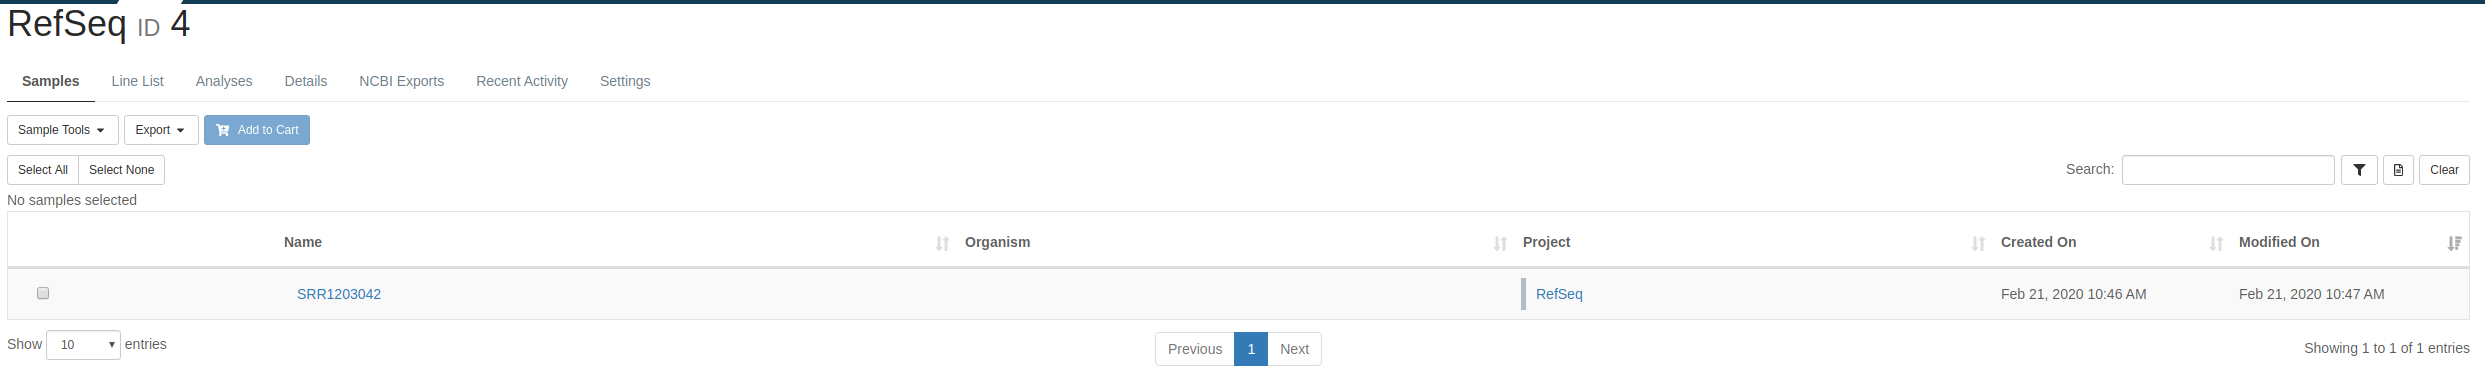 RefSeq ID 4
Samples Line List Analyses Details NCBI Exports Recent Activity Settings
Sample Tools Export Add to Cart
Select All Select None Search: Clear
No samples selected
Name Organism Project Created On Modified On
SRR1203042 RefSeq Feb 21, 2020 10:46 AM Feb 21, 2020 10:47 AM
Show 10 entries Previous 1 Next Showing 1 to 1 of 1 entries